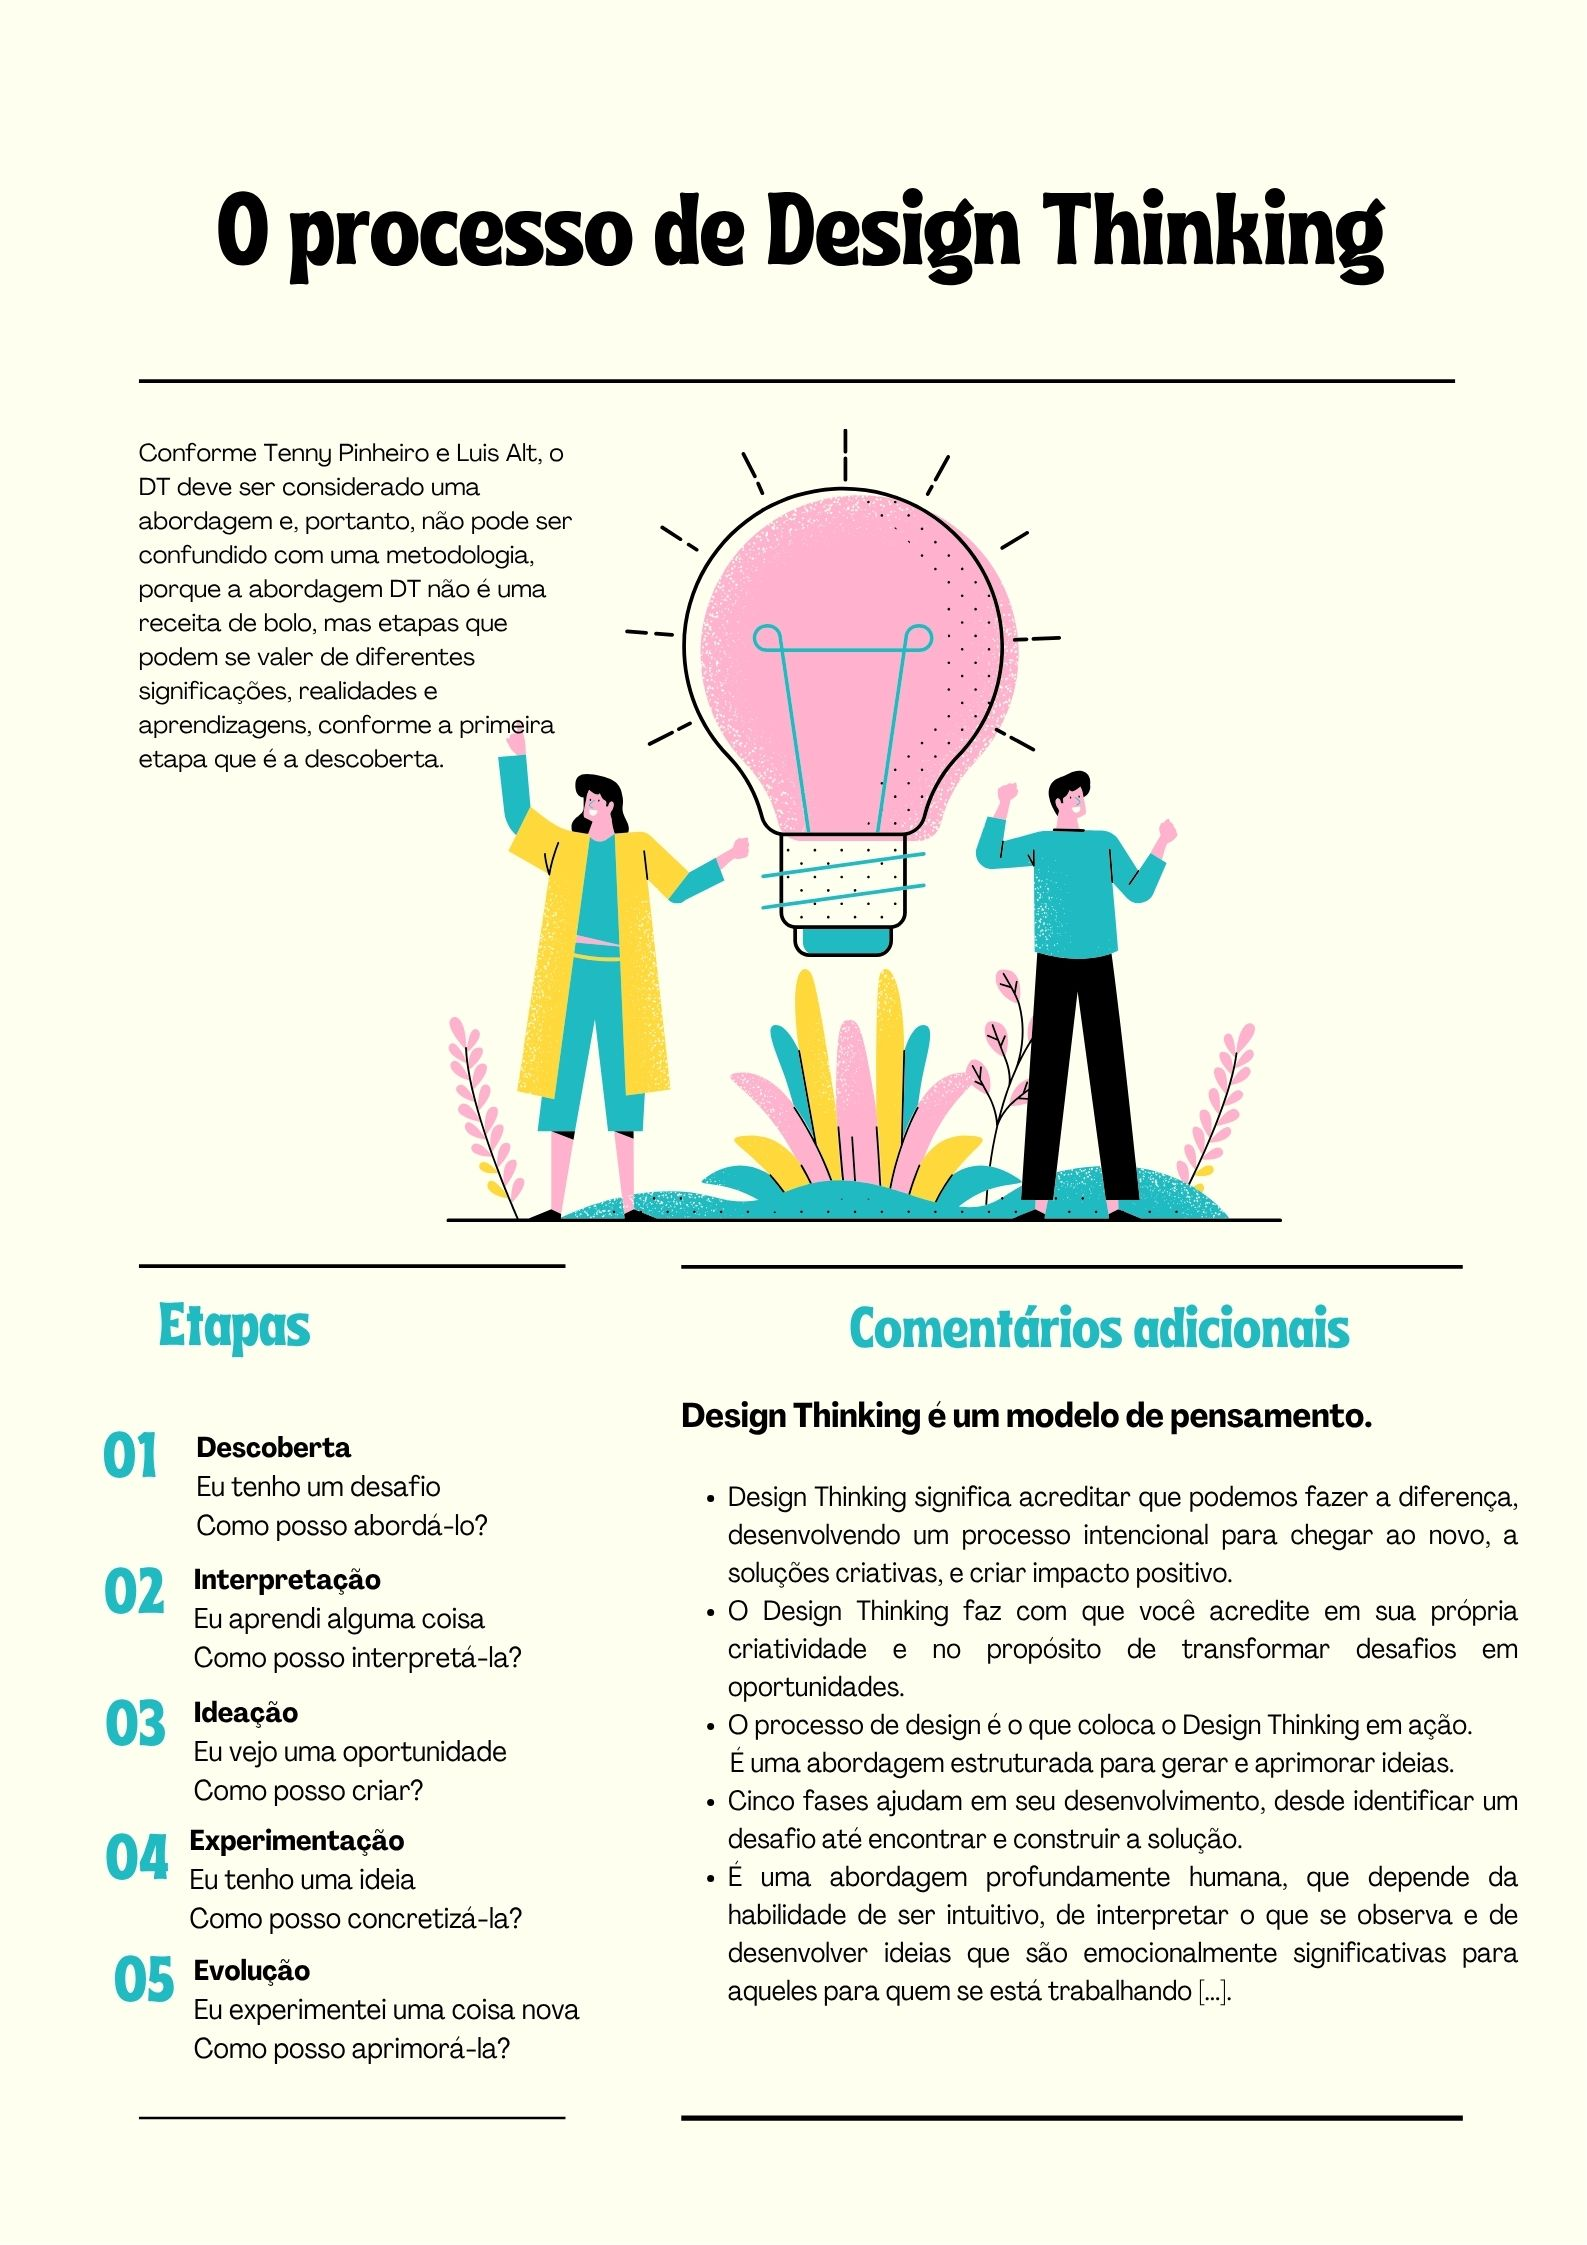 O processo de Design Thinking
Conforme Tenny Pinheiro e Luis Alt, o
DT deve ser considerado uma
abordagem e, portanto, não pode ser
confundido com uma metodologia,
porque a abordagem DT não é uma
receita de bolo, mas etapas que
podem se valer de diferentes
significações, realidades e
aprendizagens, conforme a primeira
etapa que é a descoberta.
Etapas
01 Descoberta
Eu tenho um desafio
Como posso abordá-lo?
02 Interpretação
Eu aprendi alguma coisa
Como posso interpretá-la?
03 Ideação
Eu vejo uma oportunidade
Como posso criar?
04 Experimentação
Eu tenho uma ideia
Como posso concretizá-la?
05 Evolução
Eu experimentei uma coisa nova
Como posso aprimorá-la?
Comentários adicionais
Design Thinking é um modelo de pensamento.
• Design Thinking significa acreditar que podemos fazer a diferença,
desenvolvendo um processo intencional para chegar ao novo, a
soluções criativas, e criar impacto positivo.
• O Design Thinking faz com que você acredite em sua própria
criatividade e no propósito de transformar desafios em
oportunidades.
• O processo de design é o que coloca o Design Thinking em ação.
É uma abordagem estruturada para gerar e aprimorar ideias.
• Cinco fases ajudam em seu desenvolvimento, desde identificar um
desafio até encontrar e construir a solução.
• É uma abordagem profundamente humana, que depende da
habilidade de ser intuitivo, de interpretar o que se observa e de
desenvolver ideias que são emocionalmente significativas para
aqueles para quem se está trabalhando [...].